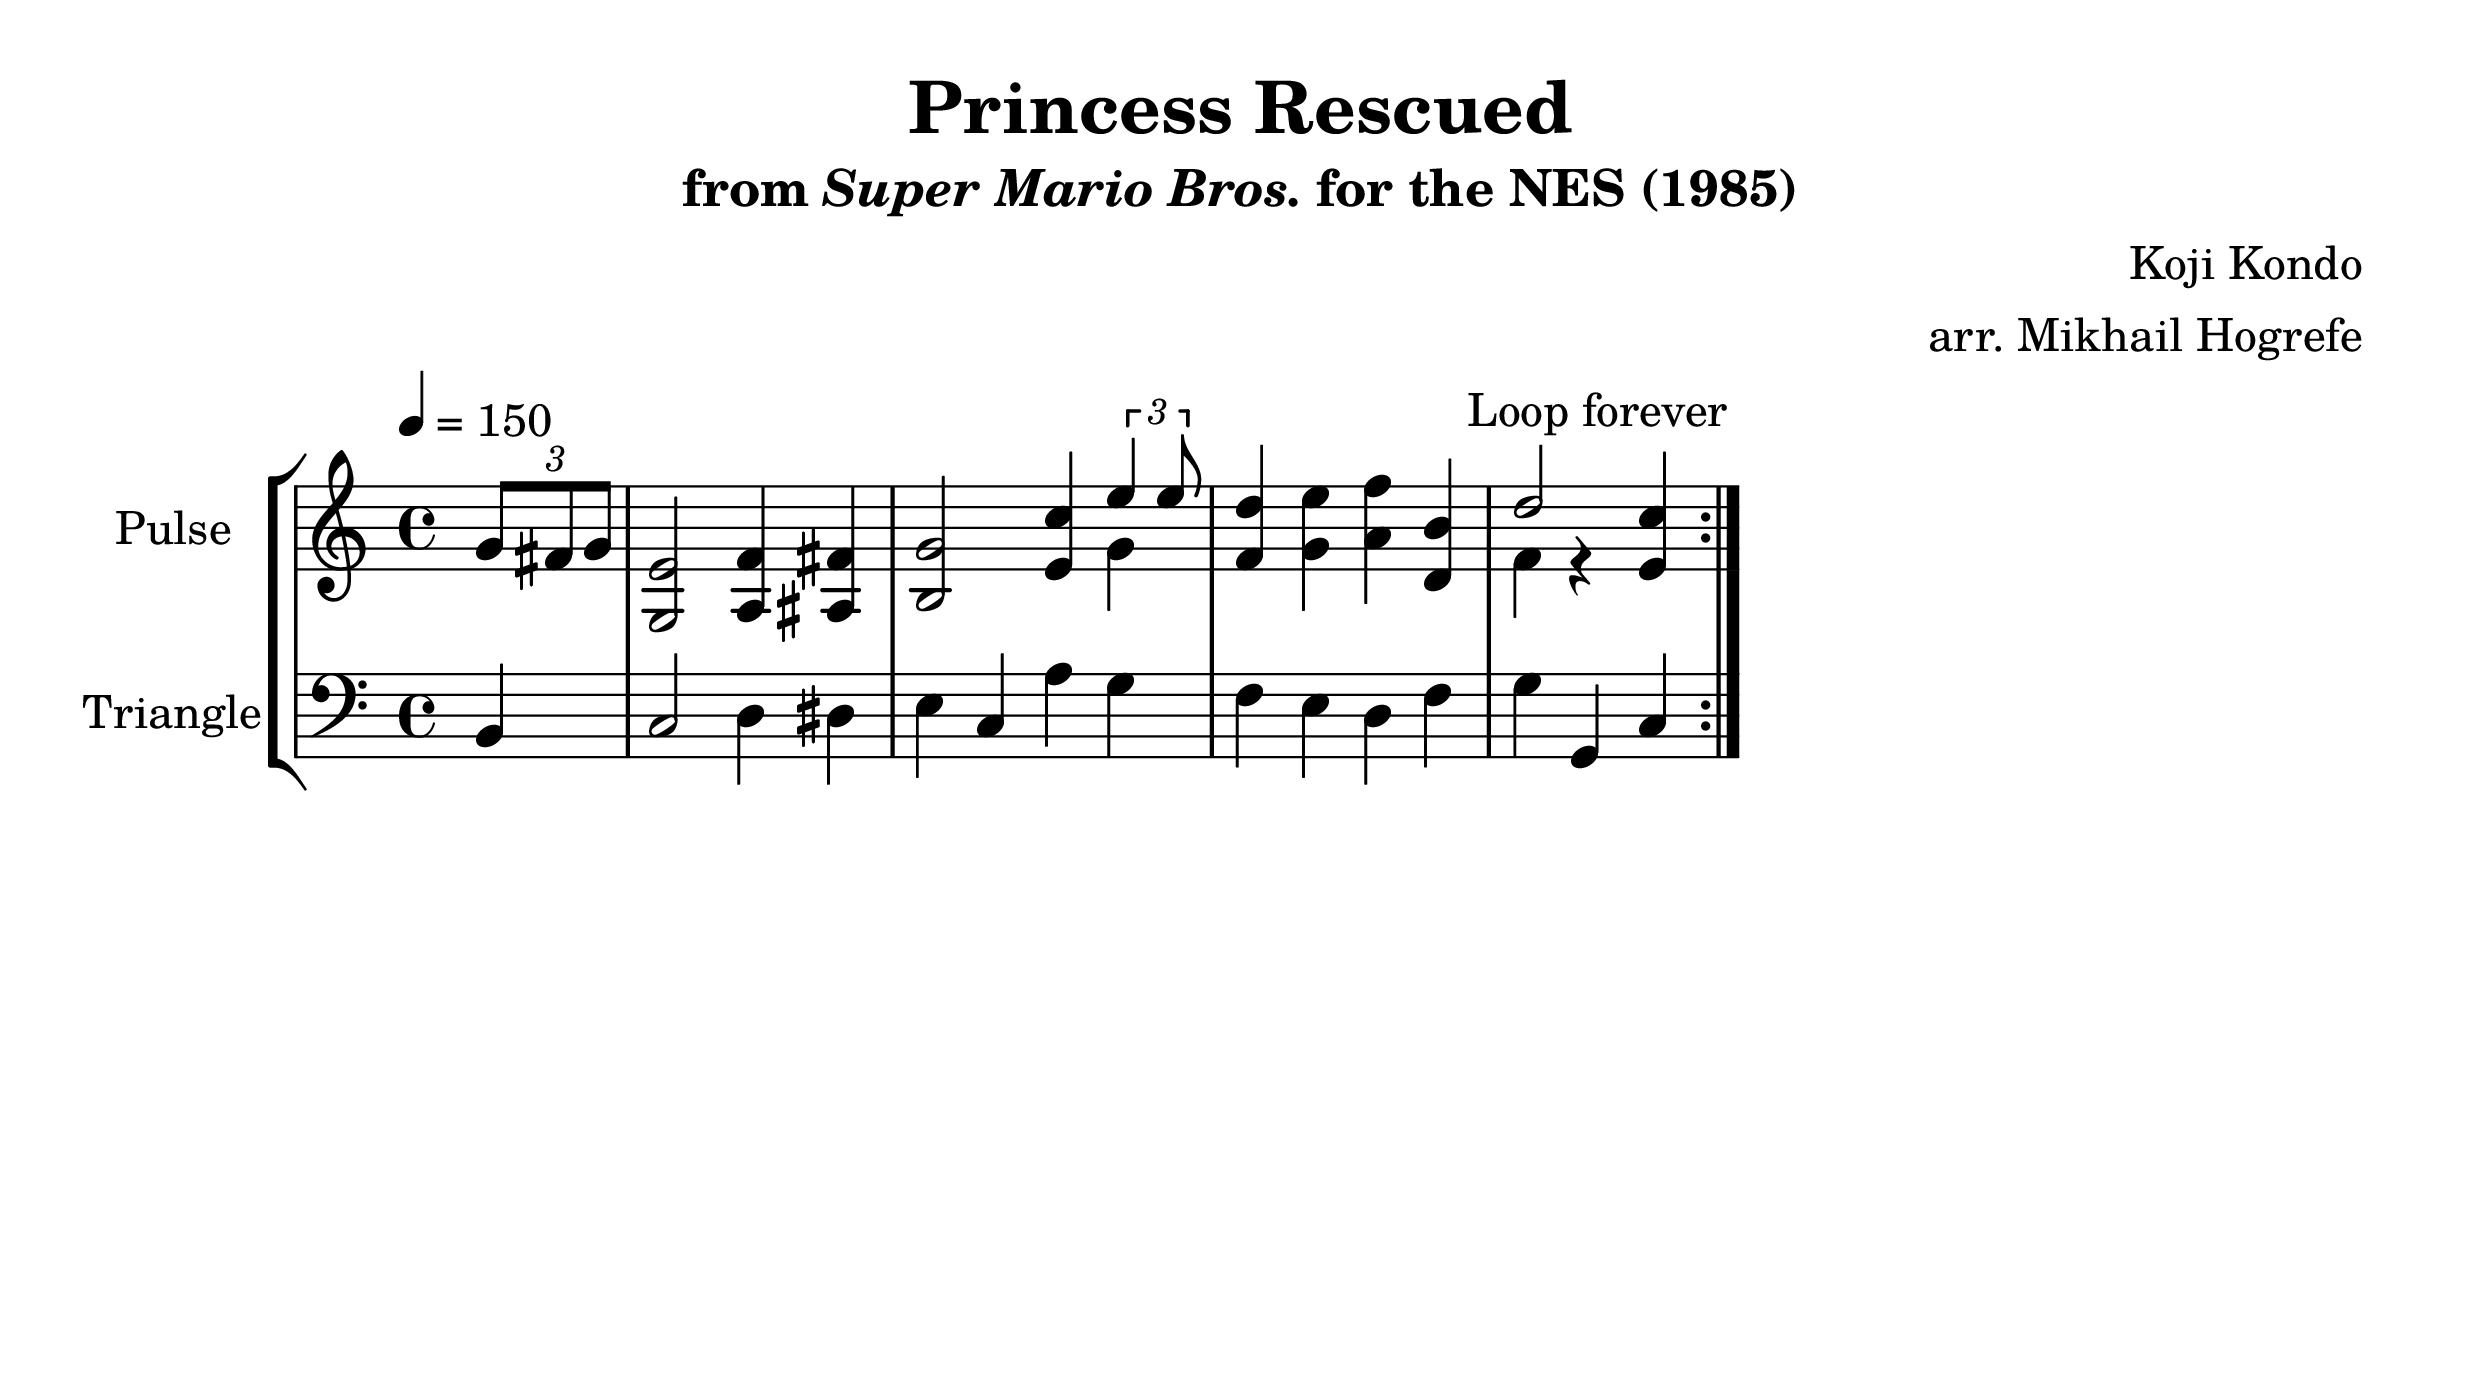 Princess Rescued
from Super Mario Bros. for the NES (1985)
Koji Kondo
arr. Mikhail Hogrefe
= 150
Loop forever
3
3
Pulse
Triangle